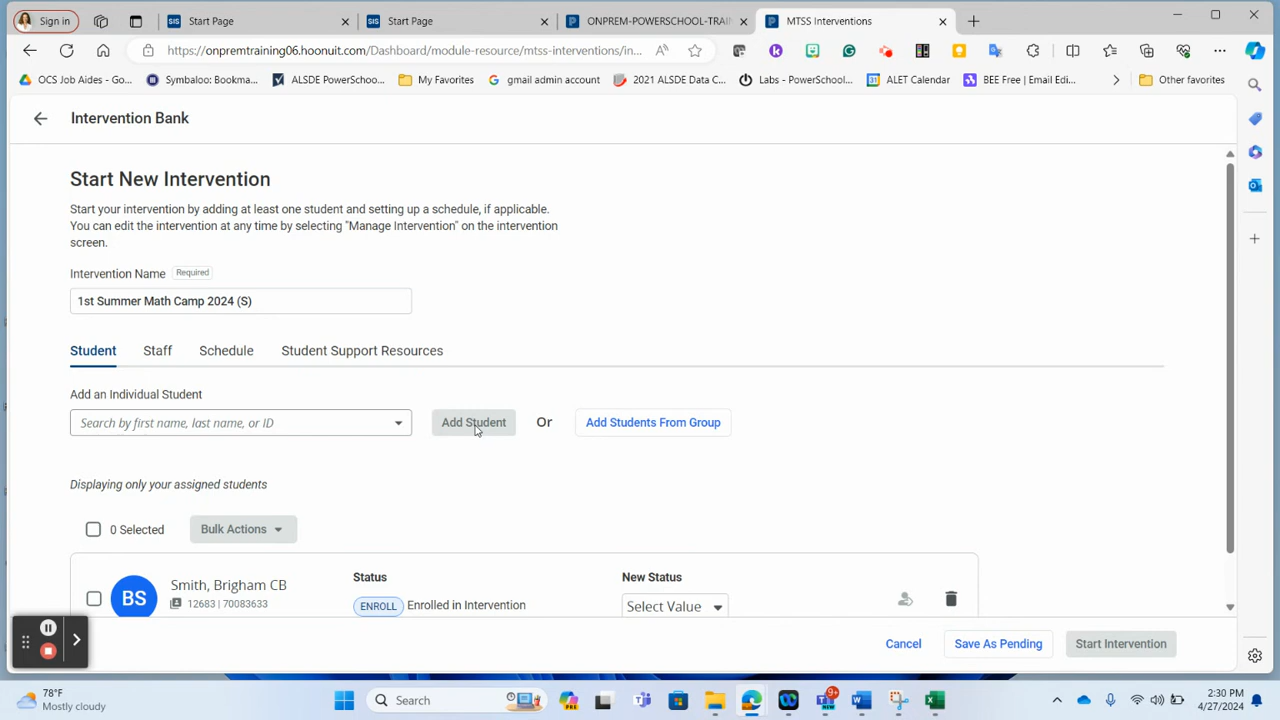 Sign in
SIS Start Page
SIS Start Page
ONPREM-POWERSCHOOL-TRAI
MTSS Interventions
https://onpremtraining06.hoonuit.com/Dashboard/module-resource/mtss-interventions/in...
OCS Job Aides - Go...
Symbaloo: Bookma...
ALSDE PowerSchoo...
My Favorites
gmail admin account
2021 ALSDE Data C...
Labs - PowerSchool...
ALET Calendar
BEE Free | Email Edi...
Other favorites
Intervention Bank
Start New Intervention
Start your intervention by adding at least one student and setting up a schedule, if applicable.
You can edit the intervention at any time by selecting "Manage Intervention" on the intervention
screen.
Intervention Name Required
1st Summer Math Camp 2024 (S)
Student Staff Schedule Student Support Resources
Add an Individual Student
Search by first name, last name, or ID
Add Student Or Add Students From Group
Displaying only your assigned students
0 Selected Bulk Actions
BS
Smith, Brigham CB
12683 | 70083633
Status
ENROLL Enrolled in Intervention
New Status
Select Value
Cancel Save As Pending Start Intervention
78°F
Mostly cloudy
Search
PRE
9+
NEW
2:30 PM
4/27/2024